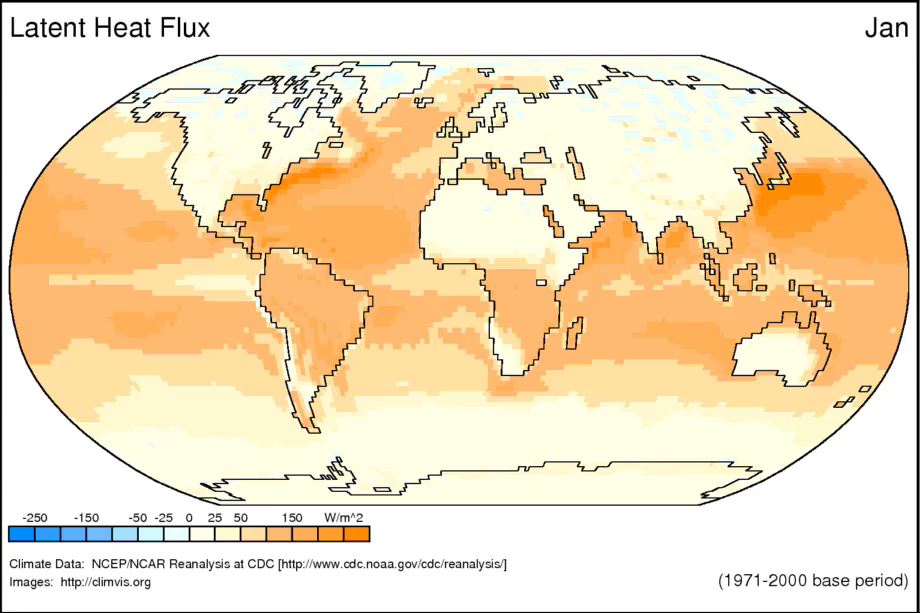 Latent Heat Flux Jan
-250 -150 -50 -25 0 25 50 150 W/m^2
Climate Data: NCEP/NCAR Reanalysis at CDC [http://www.cdc.noaa.gov/cdc/reanalysis/]
Images: http://climvis.org (1971-2000 base period)